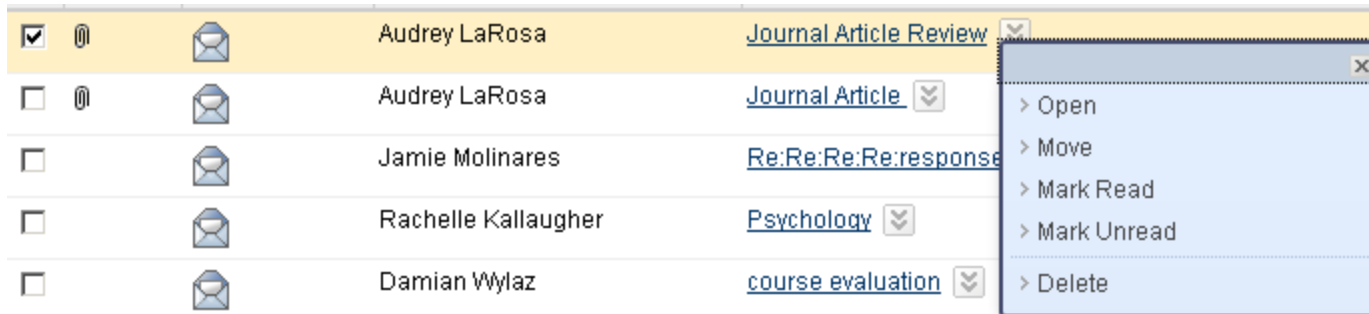 Audrey LaRosa Journal Article Review
Audrey LaRosa Journal Article
Jamie Molinares Re:Re:Re:Re:response
Rachelle Kallaugher Psychology
Damian Wylaz course evaluation
> Open
> Move
> Mark Read
> Mark Unread
> Delete